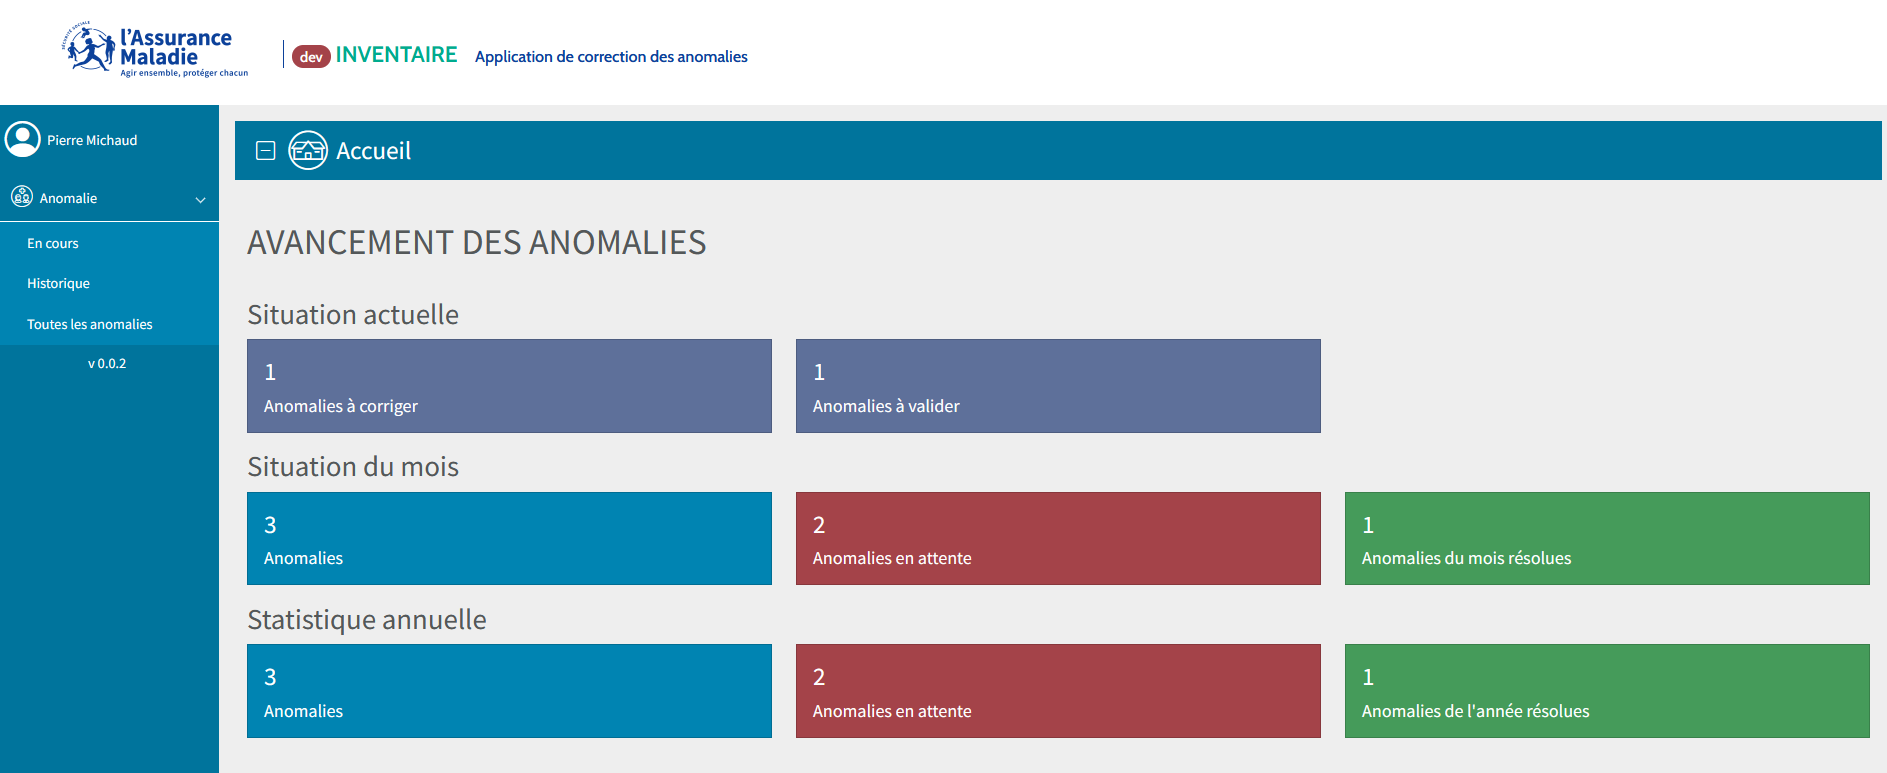 SÉCURITÉ SOCIALE
l'Assurance
Maladie
Agir ensemble, protéger chacun
dev INVENTAIRE Application de correction des anomalies
Pierre Michaud
Anomalie
En cours
Historique
Toutes les anomalies
v 0.0.2
Accueil
AVANCEMENT DES ANOMALIES
Situation actuelle
1
Anomalies à corriger
1
Anomalies à valider
Situation du mois
3
Anomalies
2
Anomalies en attente
1
Anomalies du mois résolues
Statistique annuelle
3
Anomalies
2
Anomalies en attente
1
Anomalies de l'année résolues